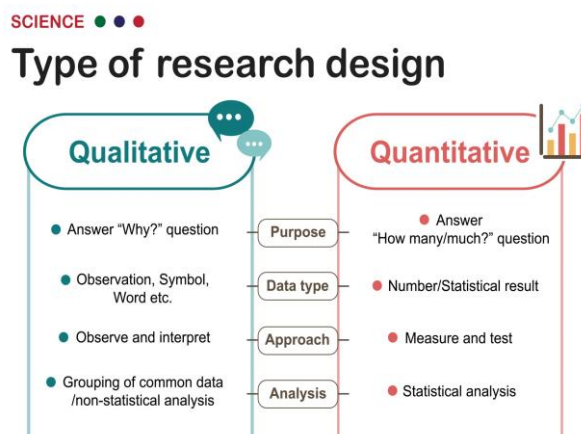 SCIENCE
Type of research design
Qualitative
Quantitative
Answer “Why?” question
Purpose
Answer
“How many/much?” question
Observation, Symbol,
Word etc.
Data type
Number/Statistical result
Observe and interpret
Approach
Measure and test
Grouping of common data
/non-statistical analysis
Analysis
Statistical analysis